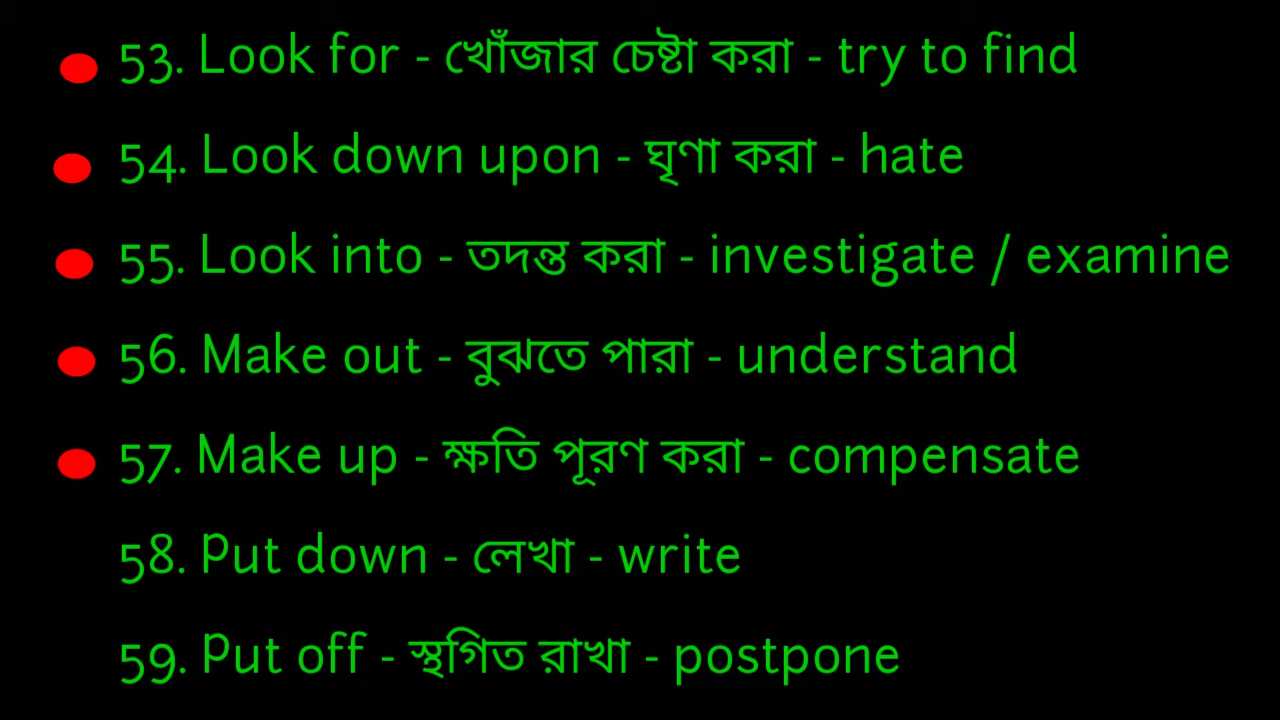 53. Look for - খোঁজার চেষ্টা করা - try to find
54. Look down upon - ঘৃণা করা - hate
55. Look into - তদন্ত করা - investigate / examine
56. Make out - বুঝতে পারা - understand
57. Make up - ক্ষতি পূরণ করা - compensate
58. Put down - লেখা - write
59. Put off - স্থগিত রাখা - postpone